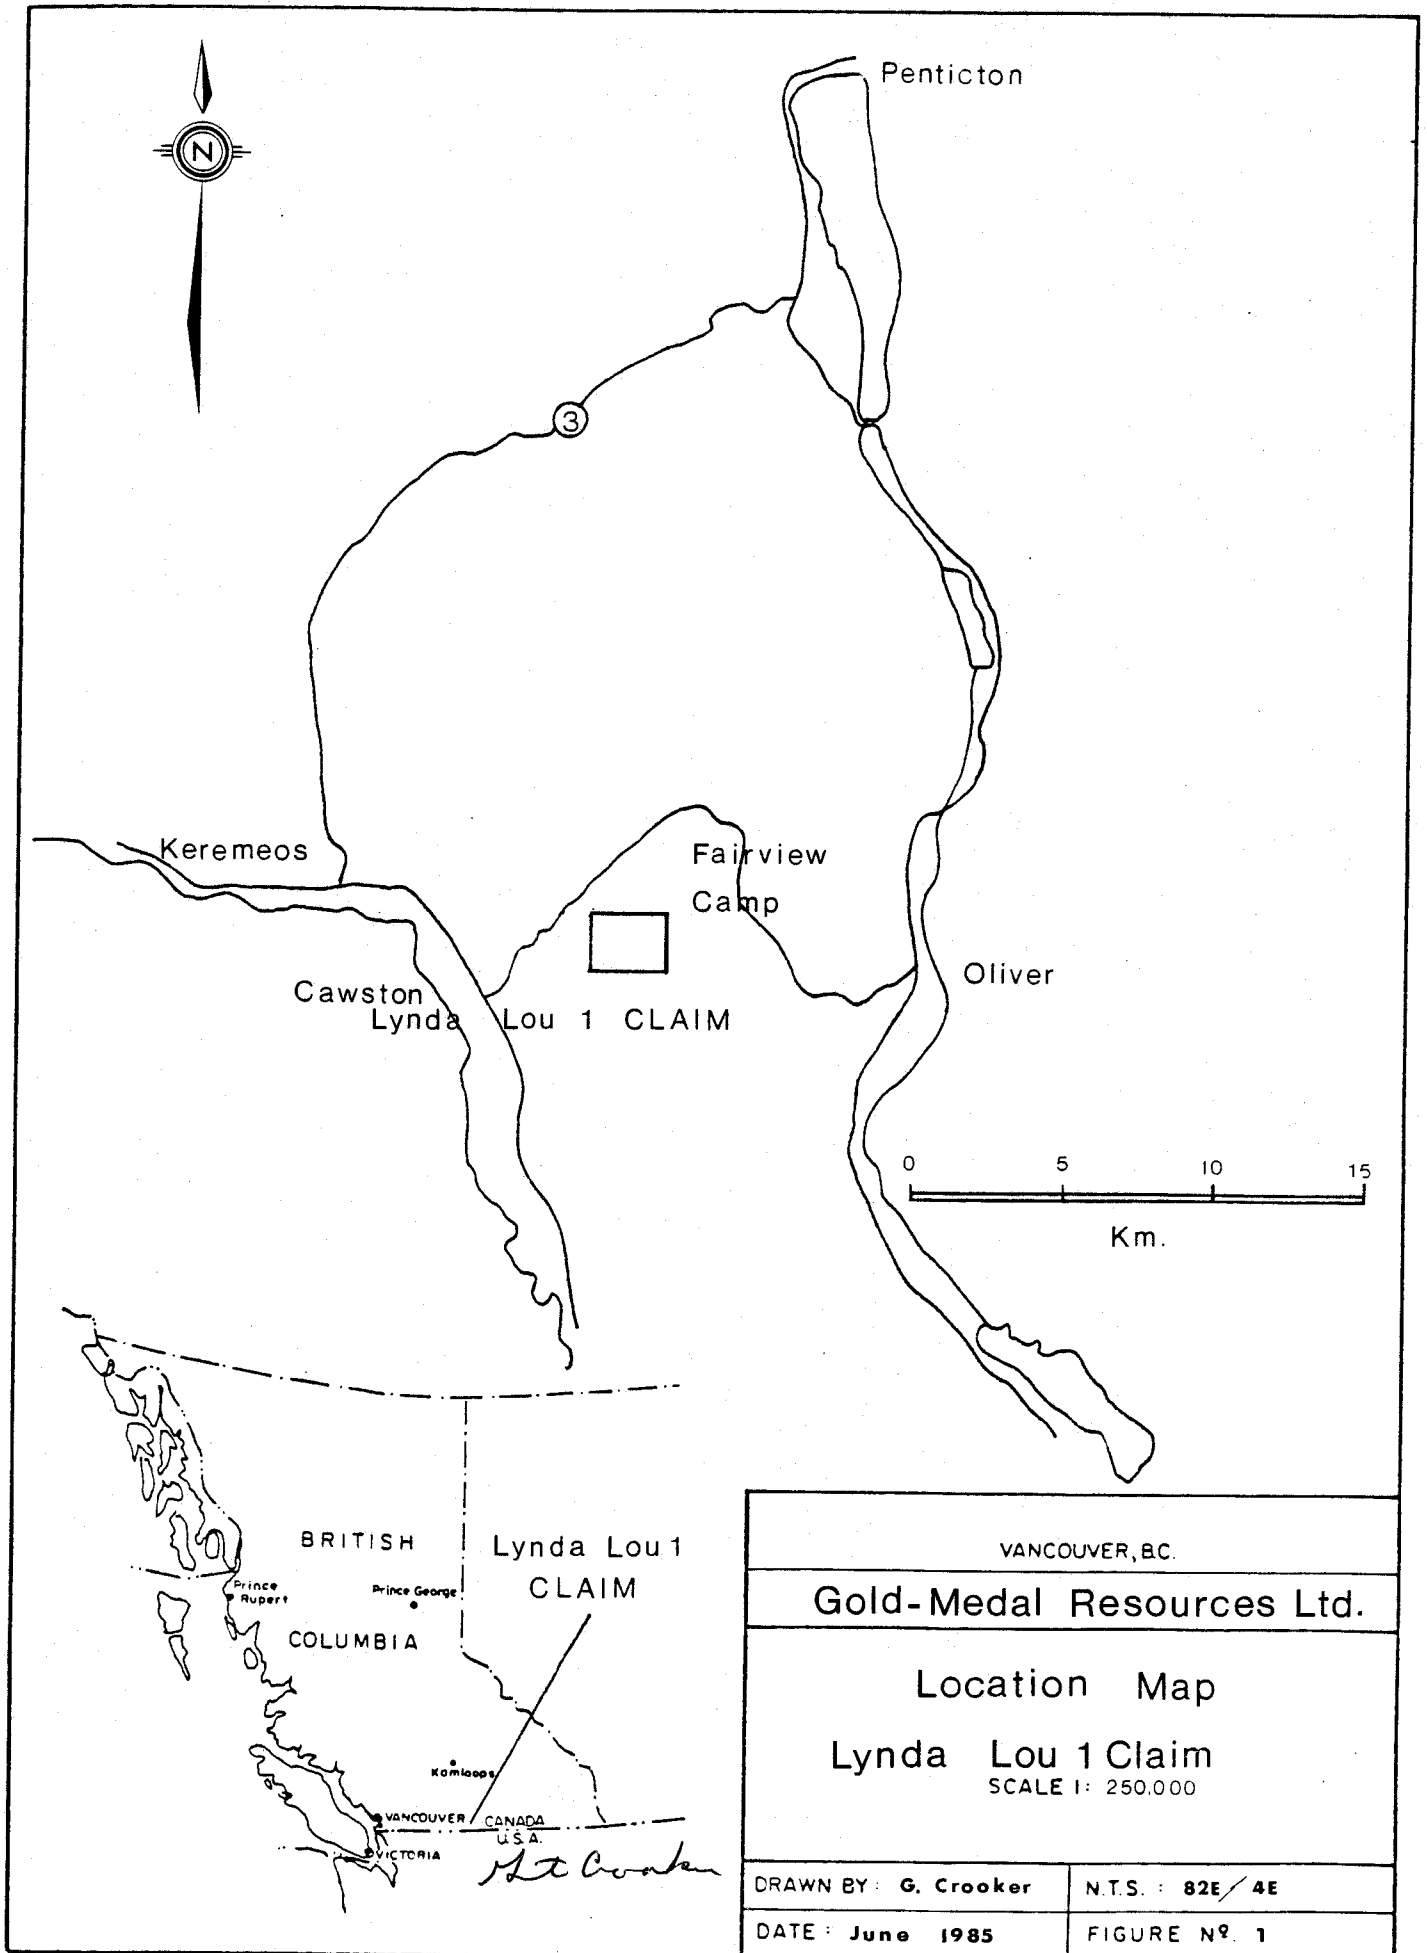 Penticton
N
3
Keremeos
Fairview
Camp
Cawston
Oliver
Lynda Lou 1 CLAIM
0 5 10 15
Km.
BRITISH
COLUMBIA
Lynda Lou 1
CLAIM
Prince
Rupert
Prince George
Kamloops
VANCOUVER
CANADA
U.S.A.
VICTORIA
VANCOUVER, B.C.
Gold-Medal Resources Ltd.
Location Map
Lynda Lou 1 Claim
SCALE 1: 250,000
DRAWN BY: G. Crooker
N.T.S. : 82E/4E
DATE: June 1985
FIGURE Nº. 1